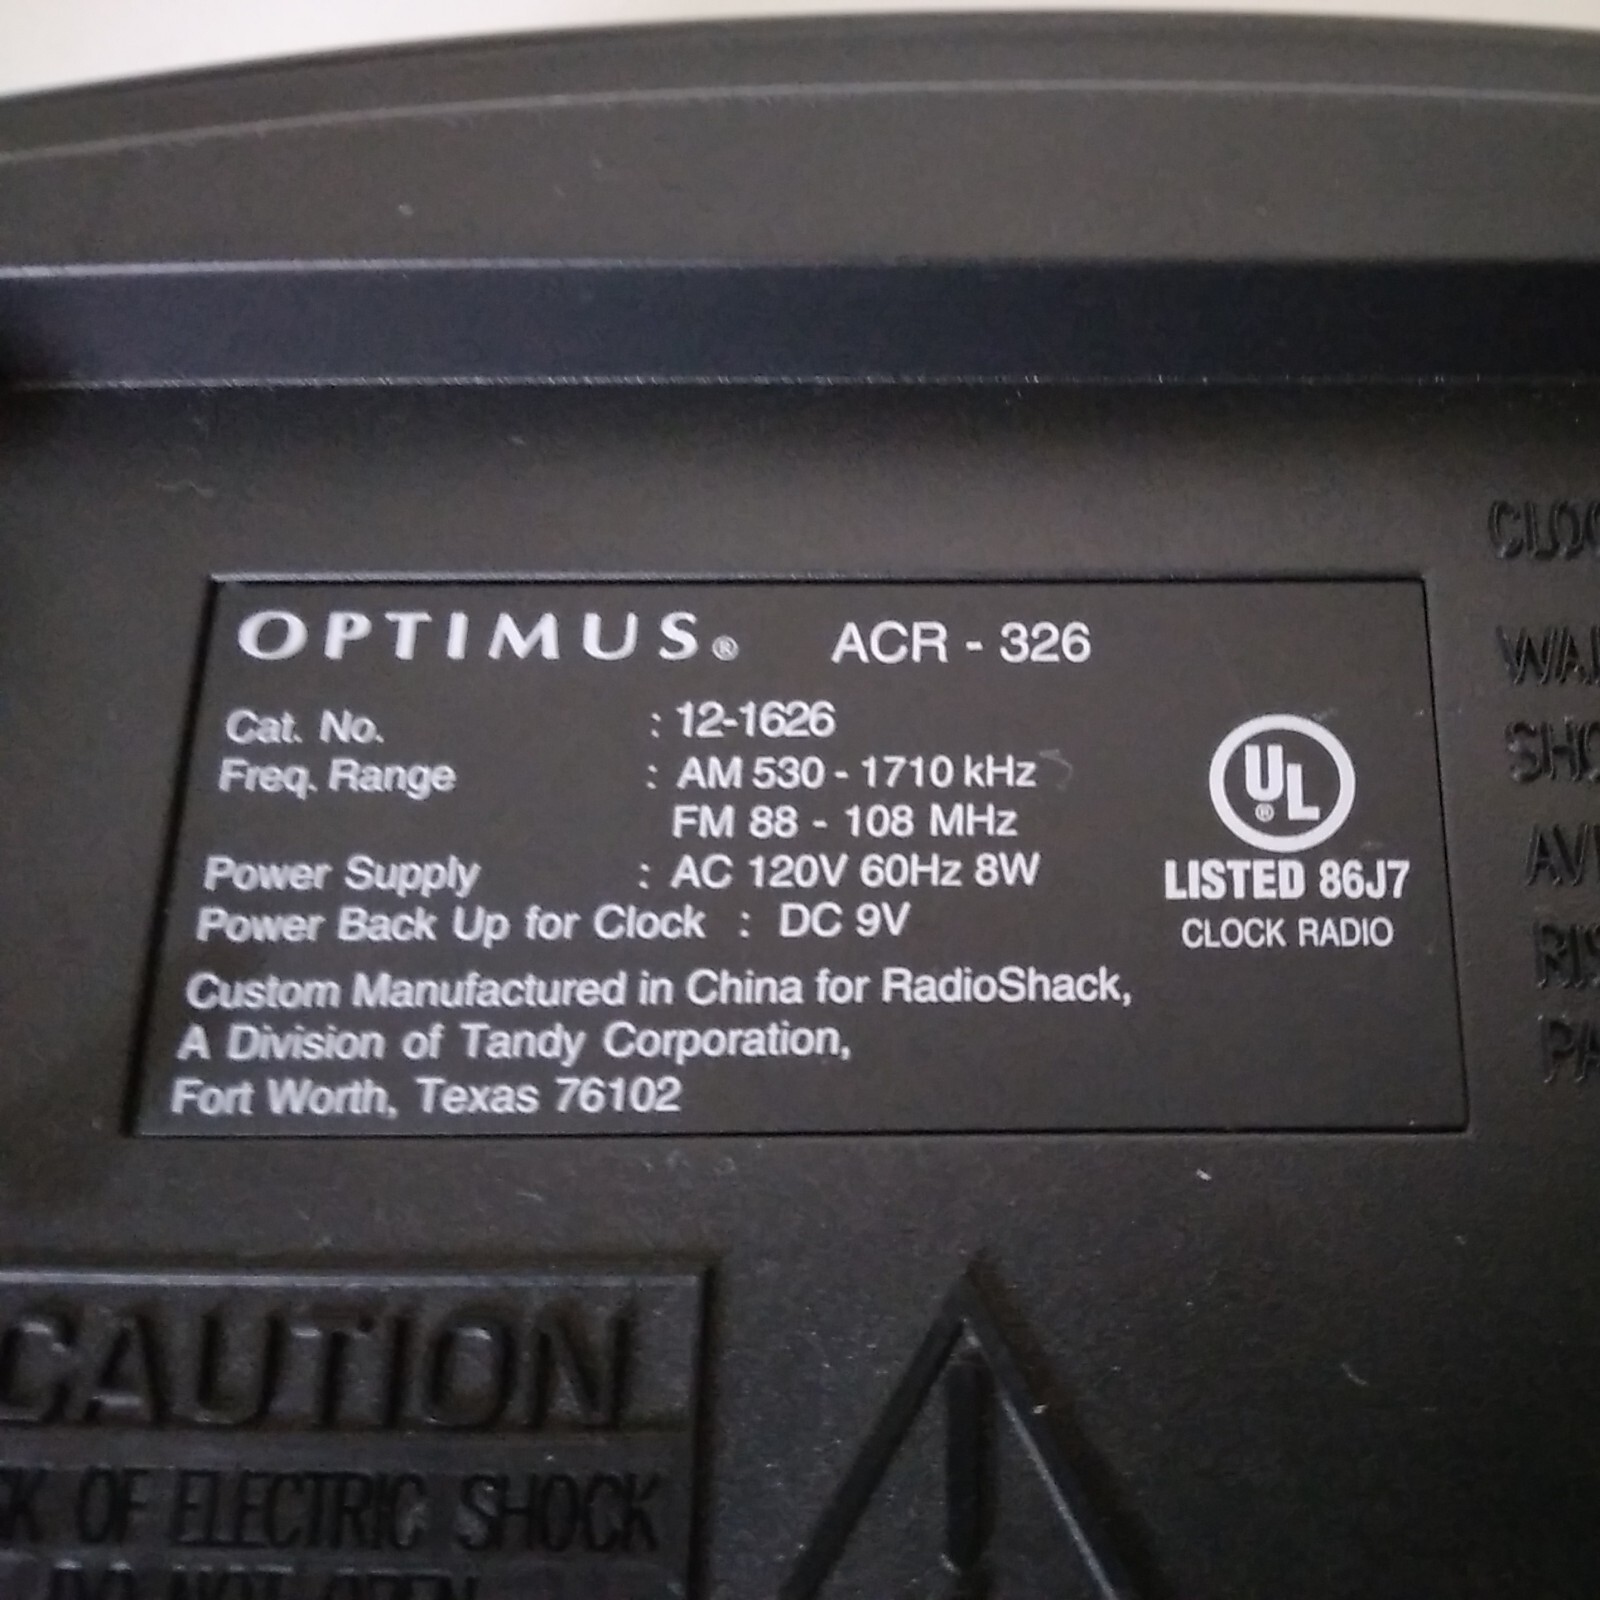 OPTIMUS® ACR - 326
Cat. No. : 12-1626
Freq. Range : AM 530 - 1710 kHz
FM 88 - 108 MHz
Power Supply : AC 120V 60Hz 8W
Power Back Up for Clock : DC 9V
UL®
LISTED 86J7
CLOCK RADIO
Custom Manufactured in China for RadioShack,
A Division of Tandy Corporation,
Fort Worth, Texas 76102
CAUTION
OF ELECTRIC SHOCK